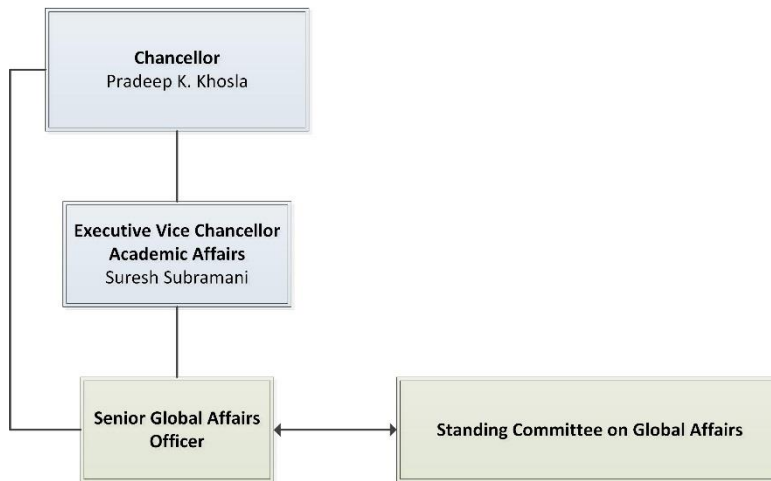 Chancellor
Pradeep K. Khosla
Executive Vice Chancellor
Academic Affairs
Suresh Subramani
Senior Global Affairs
Officer
Standing Committee on Global Affairs